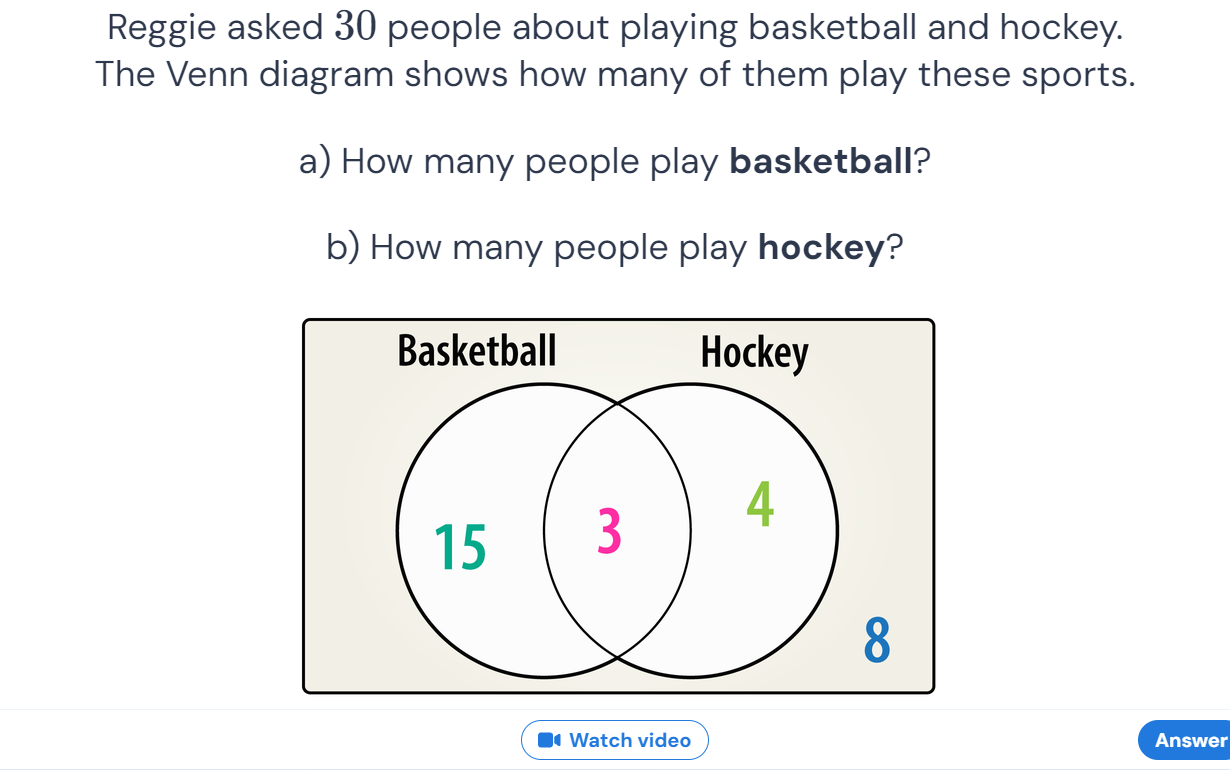 Reggie asked 30 people about playing basketball and hockey.
The Venn diagram shows how many of them play these sports.
a) How many people play basketball?
b) How many people play hockey?
Basketball Hockey
15 3 4
8
Watch video
Answer